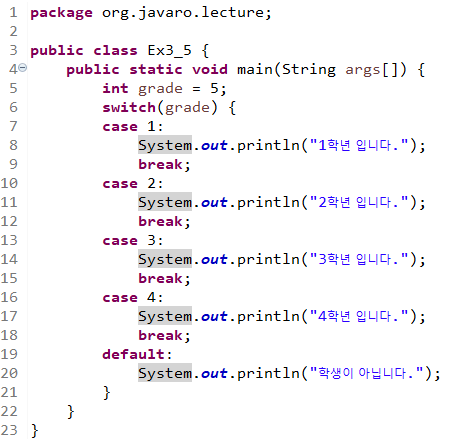 1 package org.javaro.lecture;
2
3 public class Ex3_5 {
4     public static void main(String args[]) {
5         int grade = 5;
6         switch(grade) {
7         case 1:
8             System.out.println("1학년 입니다.");
9             break;
10         case 2:
11             System.out.println("2학년 입니다.");
12             break;
13         case 3:
14             System.out.println("3학년 입니다.");
15             break;
16         case 4:
17             System.out.println("4학년 입니다.");
18             break;
19         default:
20             System.out.println("학생이 아닙니다.");
21         }
22     }
23 }